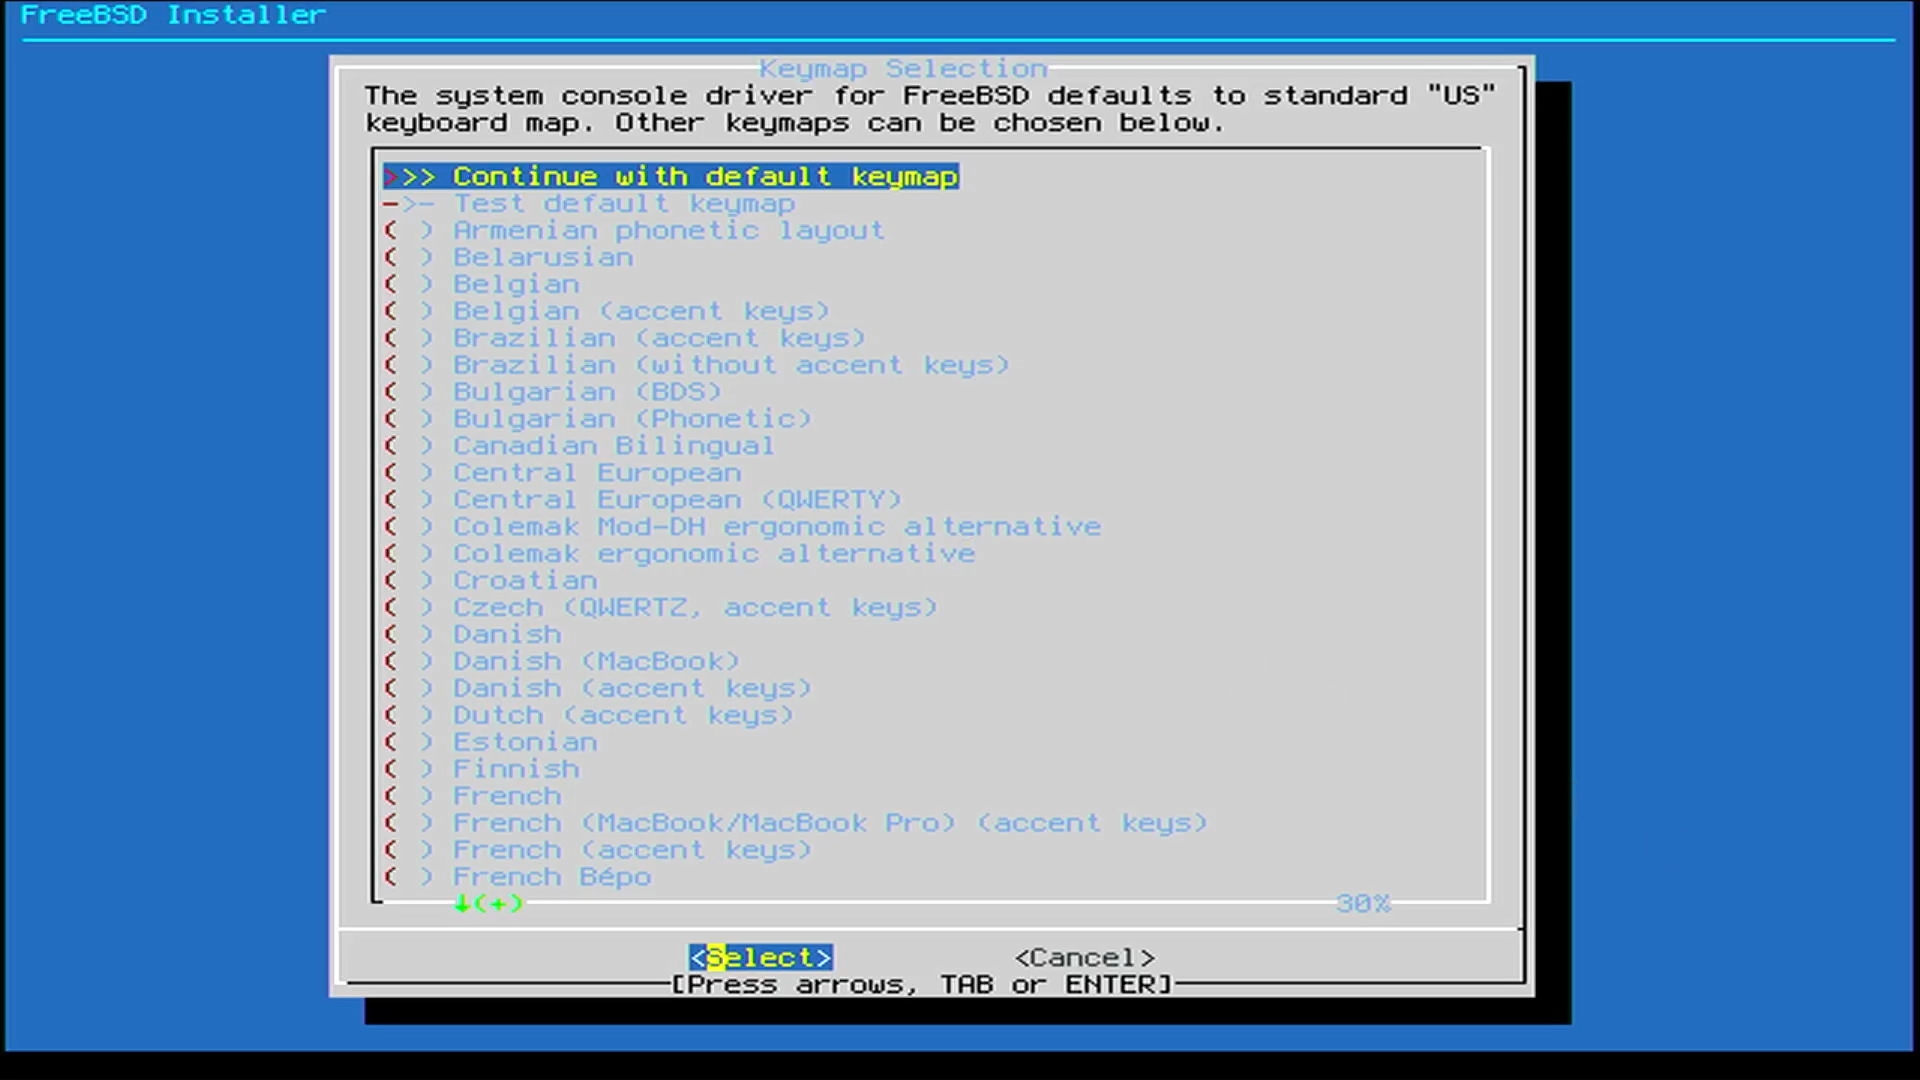 FreeBSD Installer
Keymap Selection
The system console driver for FreeBSD defaults to standard "US"
keyboard map. Other keymaps can be chosen below.
>>> Continue with default keymap
->- Test default keymap
( ) Armenian phonetic layout
( ) Belarusian
( ) Belgian
( ) Belgian (accent keys)
( ) Brazilian (accent keys)
( ) Brazilian (without accent keys)
( ) Bulgarian (BDS)
( ) Bulgarian (Phonetic)
( ) Canadian Bilingual
( ) Central European
( ) Central European (QWERTY)
( ) Colemak Mod-DH ergonomic alternative
( ) Colemak ergonomic alternative
( ) Croatian
( ) Czech (QWERTZ, accent keys)
( ) Danish
( ) Danish (MacBook)
( ) Danish (accent keys)
( ) Dutch (accent keys)
( ) Estonian
( ) Finnish
( ) French
( ) French (MacBook/MacBook Pro) (accent keys)
( ) French (accent keys)
( ) French Bépo
↓(+) 30%
<Select> <Cancel>
[Press arrows, TAB or ENTER]